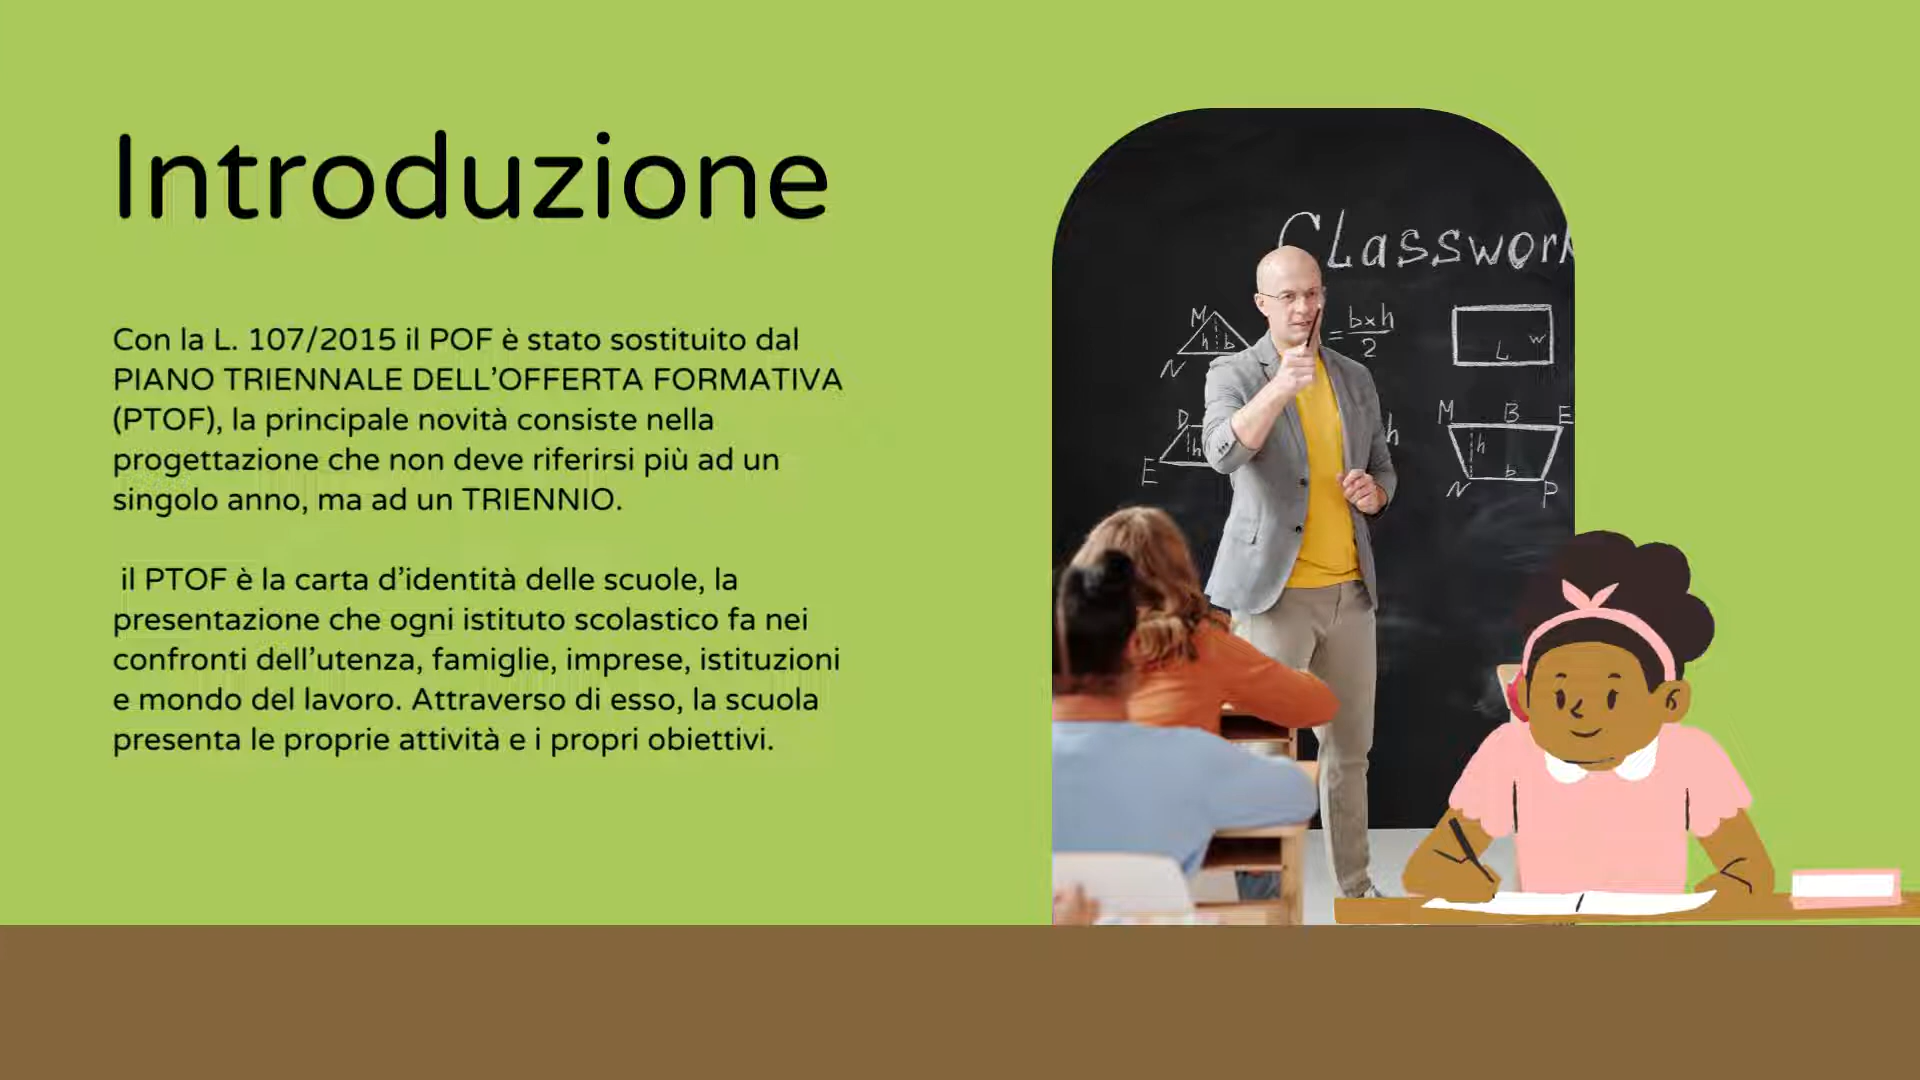 Introduzione
Con la L. 107/2015 il POF è stato sostituito dal
PIANO TRIENNALE DELL’OFFERTA FORMATIVA
(PTOF), la principale novità consiste nella
progettazione che non deve riferirsi più ad un
singolo anno, ma ad un TRIENNIO.
il PTOF è la carta d’identità delle scuole, la
presentazione che ogni istituto scolastico fa nei
confronti dell’utenza, famiglie, imprese, istituzioni
e mondo del lavoro. Attraverso di esso, la scuola
presenta le proprie attività e i propri obiettivi.
Classwork
M h b N
= bxh
2
L w
D h E
h
M B E
h b
N P